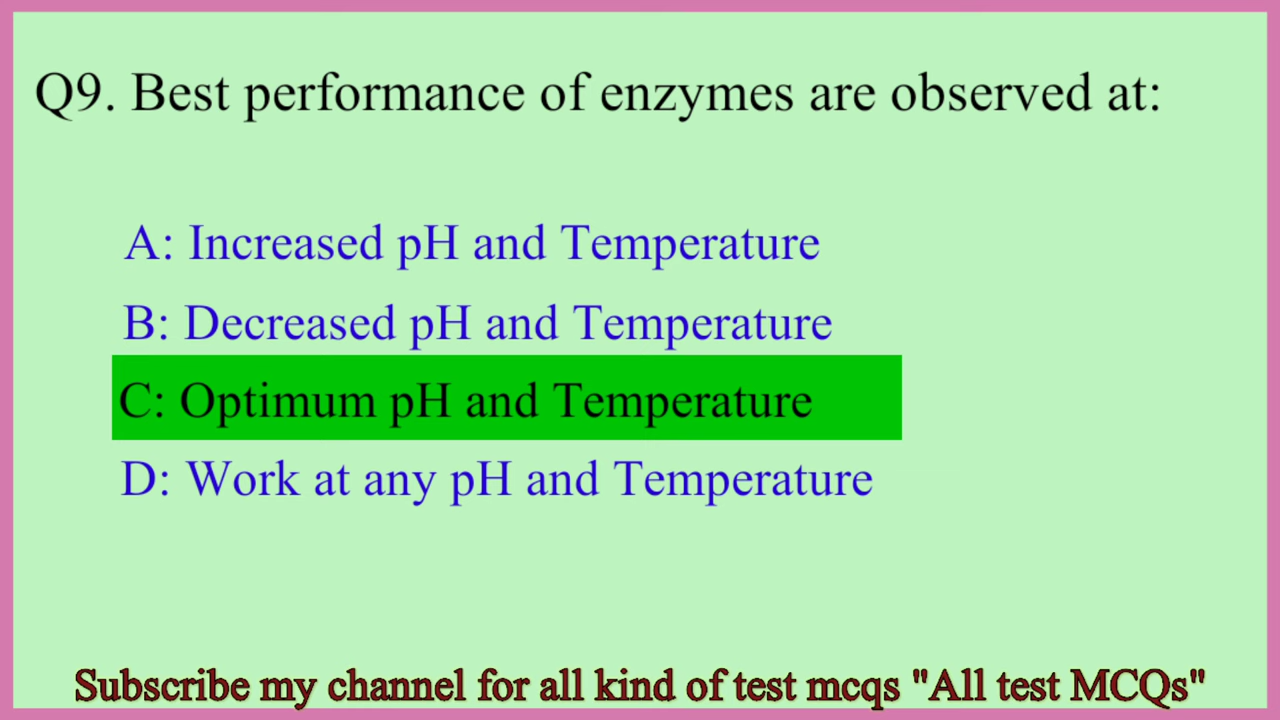 Q9. Best performance of enzymes are observed at:
A: Increased pH and Temperature
B: Decreased pH and Temperature
C: Optimum pH and Temperature
D: Work at any pH and Temperature
Subscribe my channel for all kind of test mcqs "All test MCQs"